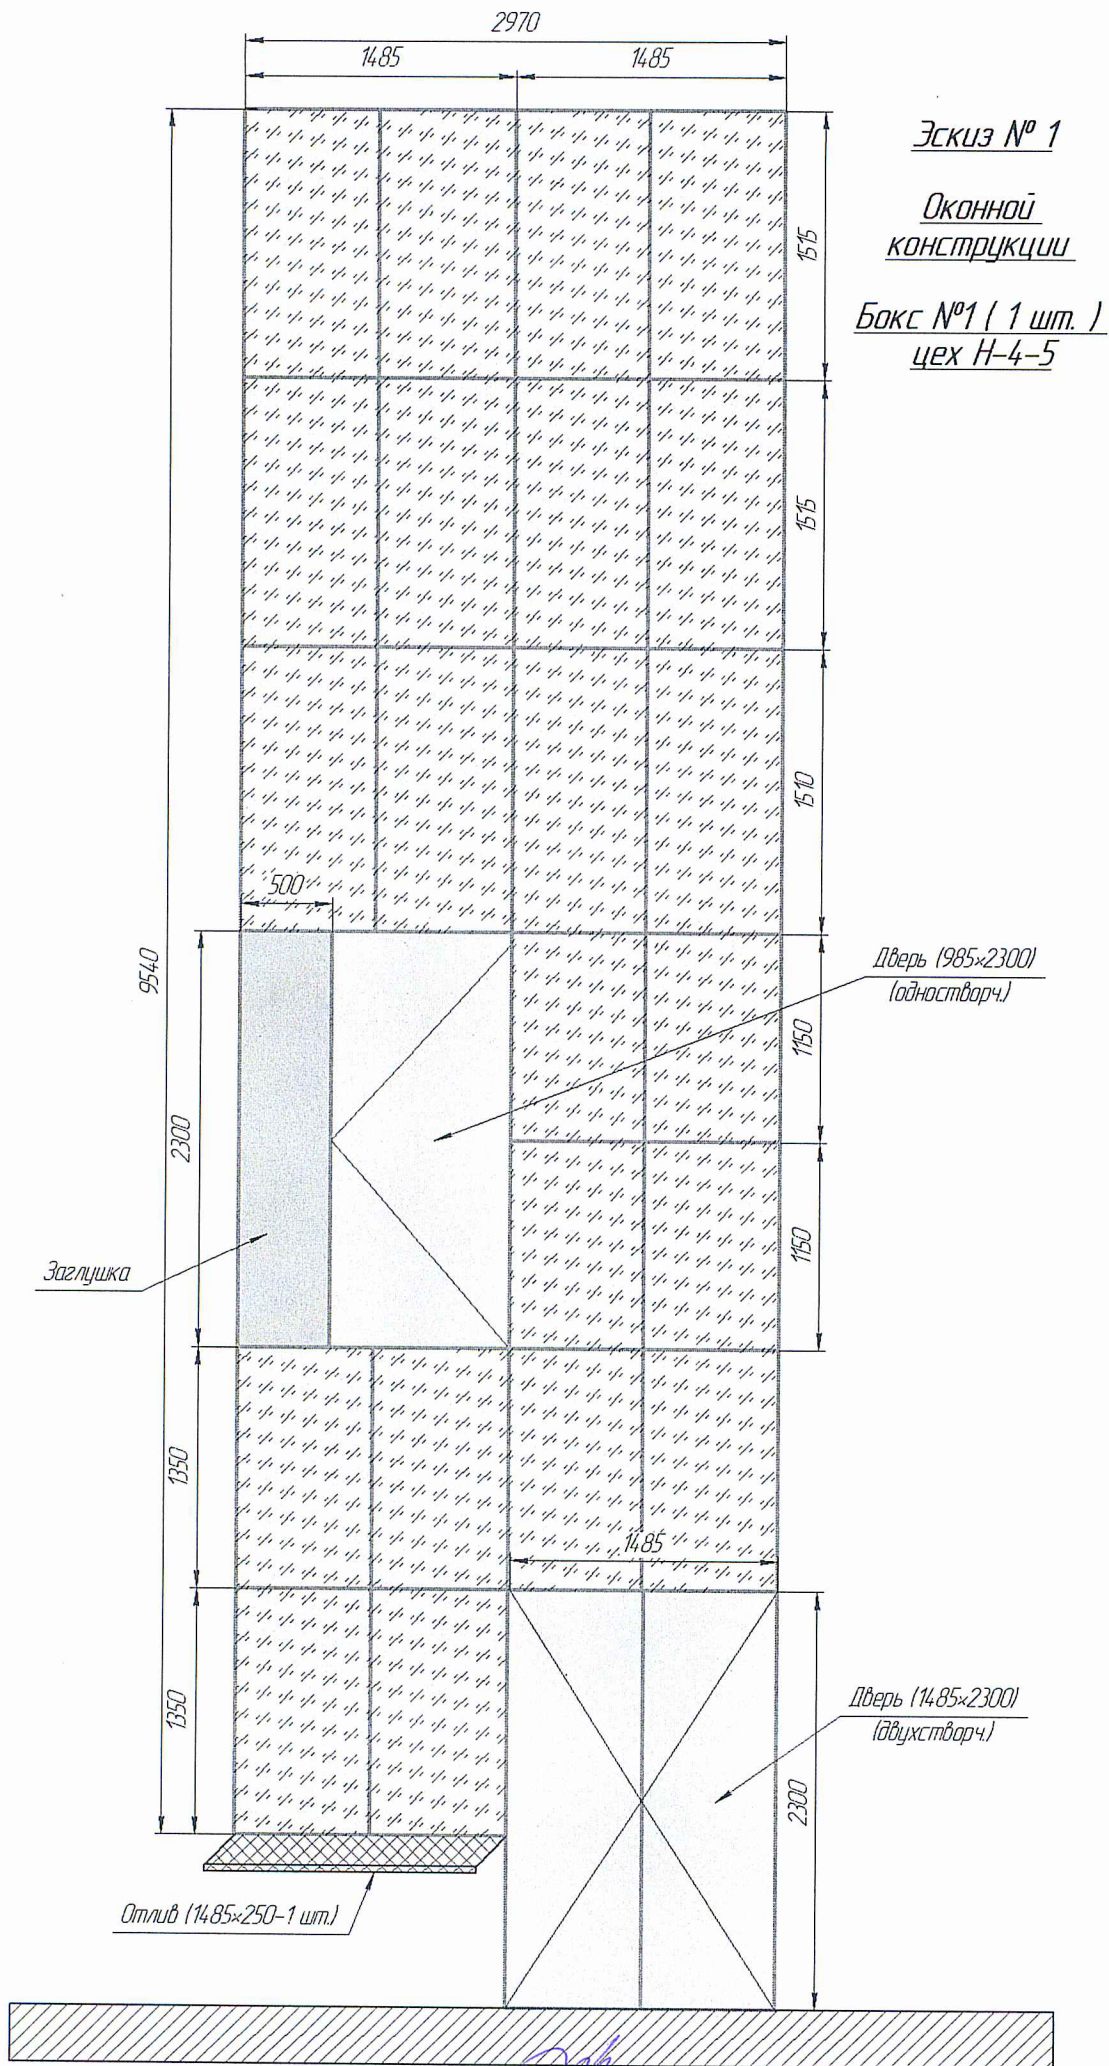 2970
1485
1485
Эскиз № 1
Оконной
конструкции
Бокс №1 ( 1 шт. )
цех Н-4-5
1515
1515
1510
500
9540
Дверь (985×2300)
(одностворч.)
1150
2300
1150
Заглушка
1350
1485
1350
Дверь (1485×2300)
(двухстворч.)
2300
Отлив (1485×250-1 шт.)